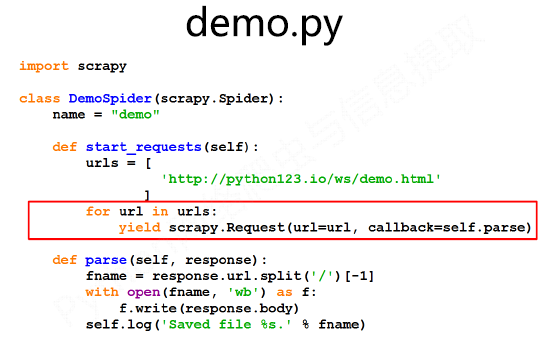 demo.py
import scrapy
class DemoSpider(scrapy.Spider):
    name = "demo"
    def start_requests(self):
        urls = [
                'http://python123.io/ws/demo.html'
               ]
        for url in urls:
            yield scrapy.Request(url=url, callback=self.parse)
    def parse(self, response):
        fname = response.url.split('/')[-1]
        with open(fname, 'wb') as f:
            f.write(response.body)
        self.log('Saved file %s.' % fname)